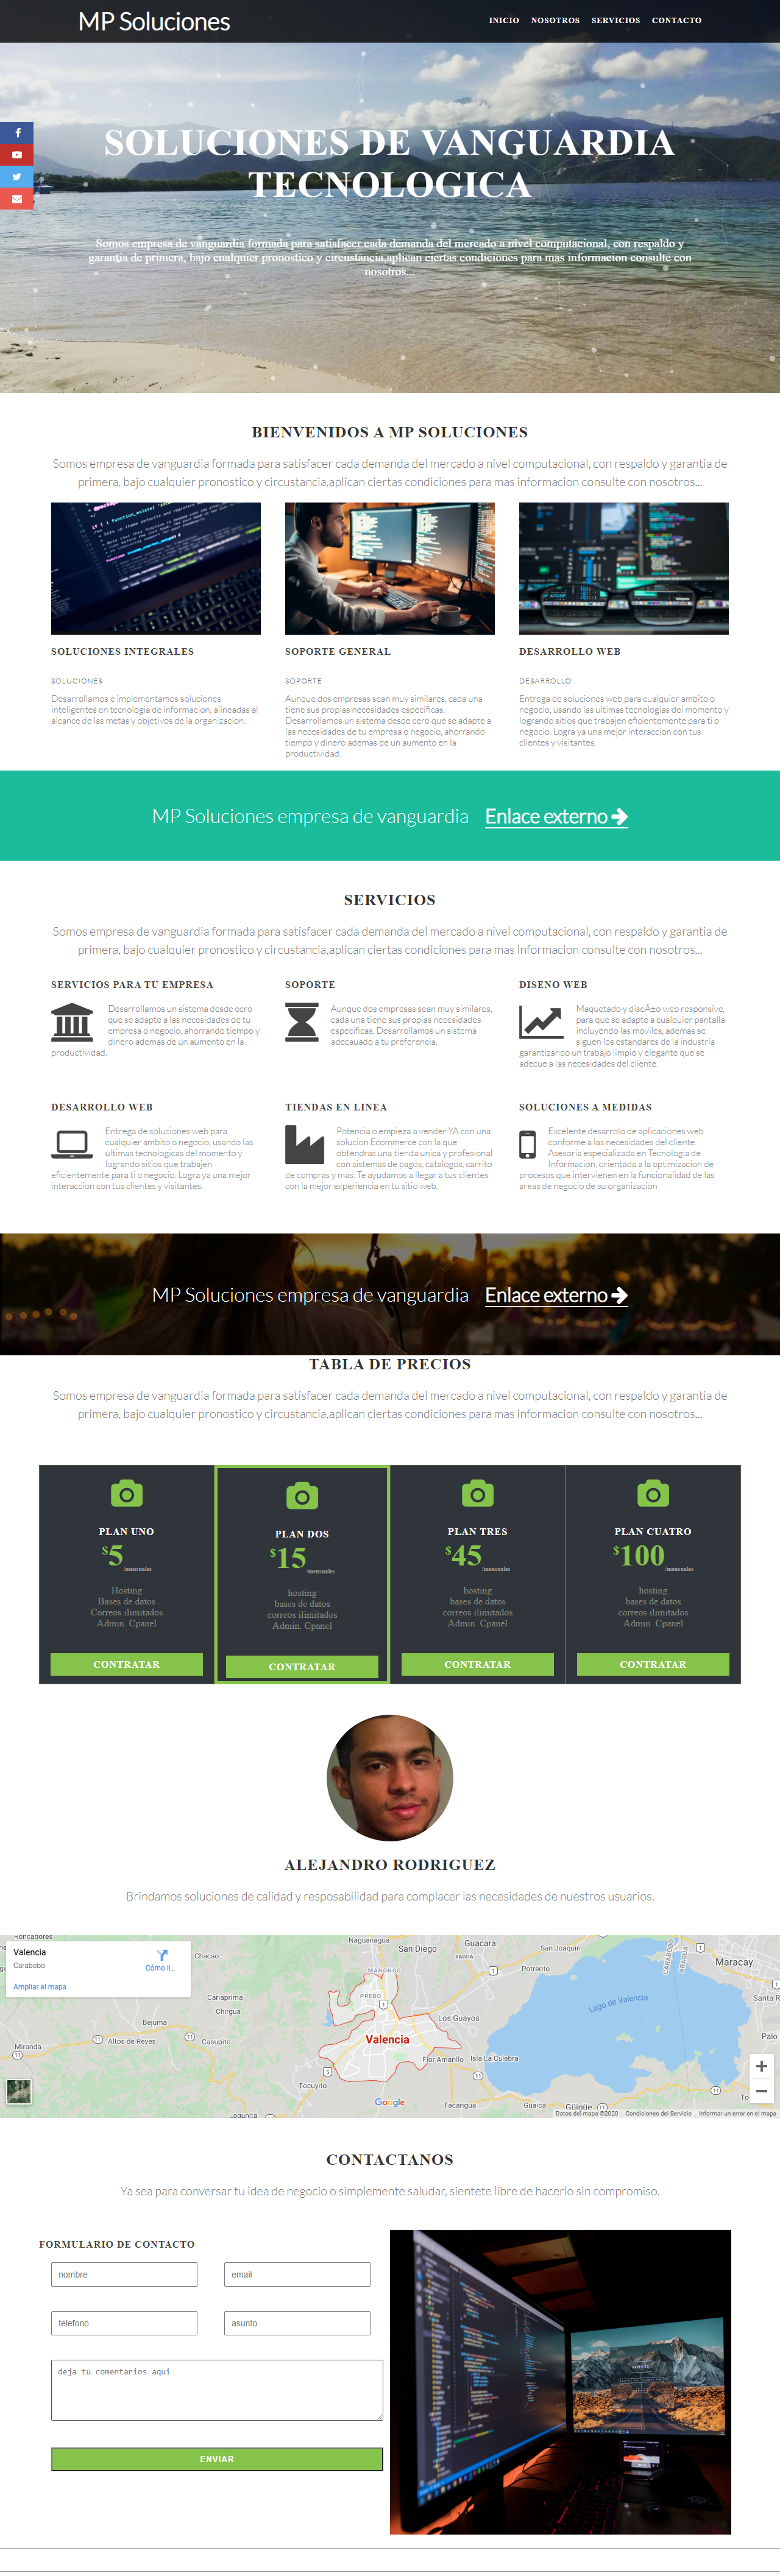 MP Soluciones
INICIO NOSOTROS SERVICIOS CONTACTO
SOLUCIONES DE VANGUARDIA
TECNOLOGICA
Somos empresa de vanguardia formada para satisfacer cada demanda del mercado a nivel computacional, con respaldo y
garantia de primera, bajo cualquier pronostico y circustancia,aplican ciertas condiciones para mas informacion consulte con
nosotros...
BIENVENIDOS A MP SOLUCIONES
Somos empresa de vanguardia formada para satisfacer cada demanda del mercado a nivel computacional, con respaldo y garantia de
primera, bajo cualquier pronostico y circustancia,aplican ciertas condiciones para mas informacion consulte con nosotros...
SOLUCIONES INTEGRALES
SOLUCIONES
Desarrollamos e implementamos soluciones
inteligentes en tecnologia de informacion, alineadas al
alcance de las metas y objetivos de la organizacion.
SOPORTE GENERAL
SOPORTE
Aunque dos empresas sean muy similares, cada una
tiene sus propias necesidades especificas.
Desarrollamos un sistema desde cero que se adapte a
las necesidades de tu empresa o negocio, ahorrando
tiempo y dinero ademas de un aumento en la
productividad.
DESARROLLO WEB
DESARROLLO
Entrega de soluciones web para cualquier ambito o
negocio, usando las ultimas tecnologias del momento y
logrando sitios que trabajen eficientemente para ti o
negocio. Logra ya una mejor interaccion con tus
clientes y visitantes.
MP Soluciones empresa de vanguardia Enlace externo
SERVICIOS
Somos empresa de vanguardia formada para satisfacer cada demanda del mercado a nivel computacional, con respaldo y garantia de
primera, bajo cualquier pronostico y circustancia,aplican ciertas condiciones para mas informacion consulte con nosotros...
SERVICIOS PARA TU EMPRESA
Desarrollamos un sistema desde cero
que se adapte a las necesidades de tu
empresa o negocio, ahorrando tiempo y
dinero ademas de un aumento en la
productividad.
SOPORTE
Aunque dos empresas sean muy similares,
cada una tiene sus propias necesidades
especificas. Desarrollamos un sistema
adecuado a tu preferencia.
DISENO WEB
Maquetado y diseÃ±o web responsive,
para que se adapte a cualquier pantalla
incluyendo las moviles, ademas se
siguen los estandares de la industria
garantizando un trabajo limpio y elegante que se
adecue a las necesidades del cliente.
DESARROLLO WEB
Entrega de soluciones web para
cualquier ambito o negocio, usando las
ultimas tecnologias del momento y
logrando sitios que trabajen
eficientemente para ti o negocio. Logra ya una mejor
interaccion con tus clientes y visitantes.
TIENDAS EN LINEA
Potencia o empieza a vender YA con una
solucion Ecommerce con la que
obtendras una tienda unica y profesional
con sistemas de pagos, catalogos, carrito
de compras y mas. Te ayudamos a llegar a tus clientes
con la mejor experiencia en tu sitio web.
SOLUCIONES A MEDIDAS
Excelente desarrolo de aplicaciones web
conforme a las necesidades del cliente.
Asesoria especializada en Tecnologia de
Informacion, orientada a la optimizacion de
procesos que intervienen en la funcionalidad de las
areas de negocio de su organizacion
MP Soluciones empresa de vanguardia Enlace externo
TABLA DE PRECIOS
Somos empresa de vanguardia formada para satisfacer cada demanda del mercado a nivel computacional, con respaldo y garantia de
primera, bajo cualquier pronostico y circustancia,aplican ciertas condiciones para mas informacion consulte con nosotros...
PLAN UNO
$5/mensuales
Hosting
Bases de datos
Correos ilimitados
Admin. Cpanel
CONTRATAR
PLAN DOS
$15/mensuales
hosting
bases de datos
correos ilimitados
Admin. Cpanel
CONTRATAR
PLAN TRES
$45/mensuales
hosting
bases de datos
correos ilimitados
Admin. Cpanel
CONTRATAR
PLAN CUATRO
$100/mensuales
hosting
bases de datos
correos ilimitados
Admin. Cpanel
CONTRATAR
ALEJANDRO RODRIGUEZ
Brindamos soluciones de calidad y resposabilidad para complacer las necesidades de nuestros usuarios.
Valencia
Carabobo
Cómo ll...
Ampliar el mapa
Roncadores
Naguanagua
San Diego
Guacara
YAGUA
San Joaquin
CARABOBO
ARAGUA
Maracay
Chacao
MAÑONGO
Potrerito
Cariaprima
PREBO
Santa R
Chirgua
Lago de Valencia
Bejuma
Los Guayos
Altos de Reyes
Casupito
Valencia
Palo
Miranda
Flor Amarillo
Isla La Culebra
Tocuyito
Google
Tacarigua
Guaica
Güigüe
Lagunita
Datos del mapa ©2020 Condiciones del Servicio Informar un error en el mapa
CONTACTANOS
Ya sea para conversar tu idea de negocio o simplemente saludar, sientete libre de hacerlo sin compromiso.
FORMULARIO DE CONTACTO
nombre
email
telefono
asunto
deja tu comentarios aqui
ENVIAR